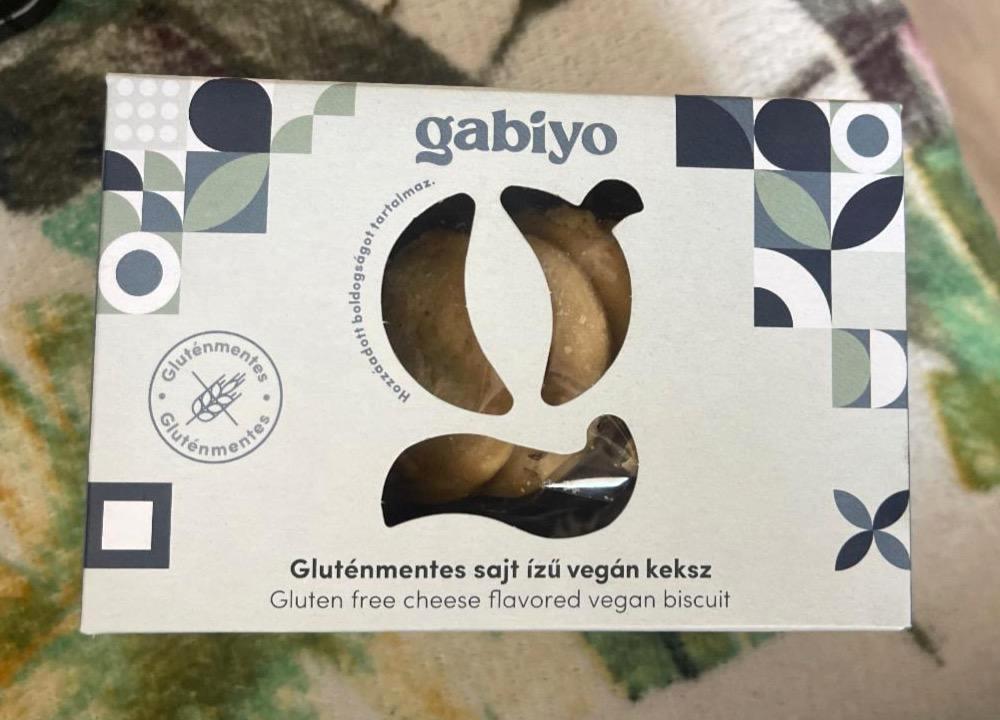 gabiyo
Hozzáadott boldogságot tartalmaz.
Gluténmentes
Gluténmentes
Gluténmentes sajt ízű vegán keksz
Gluten free cheese flavored vegan biscuit